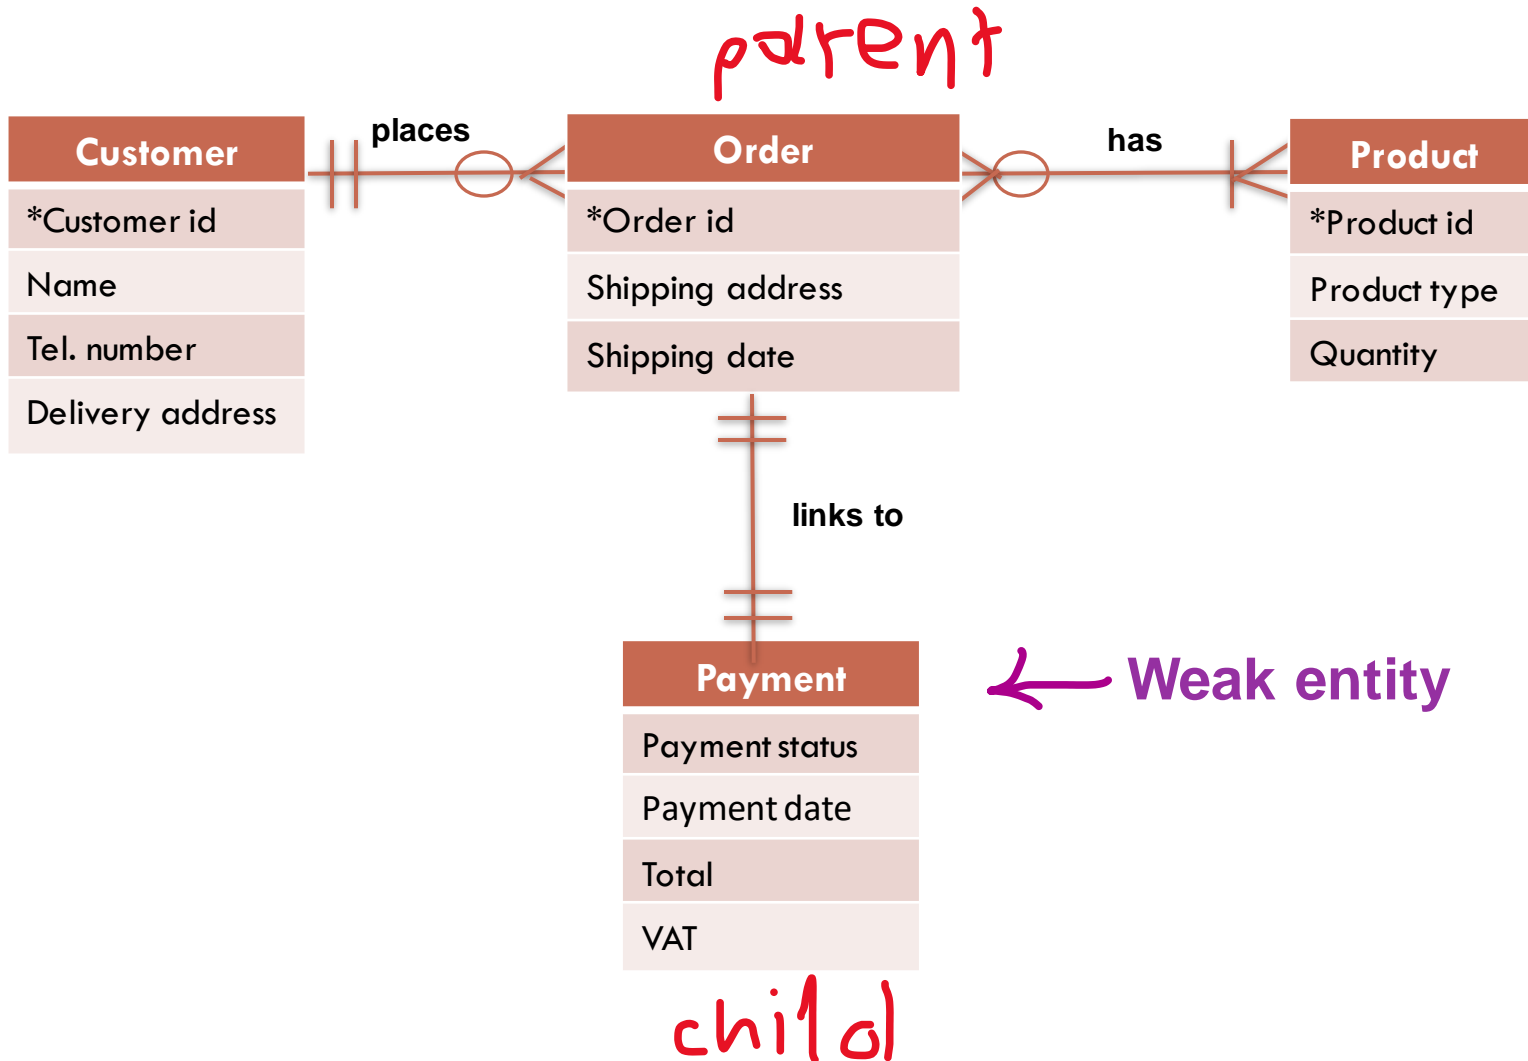 parent
places
has
Customer
*Customer id
Name
Tel. number
Delivery address
Order
*Order id
Shipping address
Shipping date
Product
*Product id
Product type
Quantity
links to
Payment
Payment status
Payment date
Total
VAT
Weak entity
child